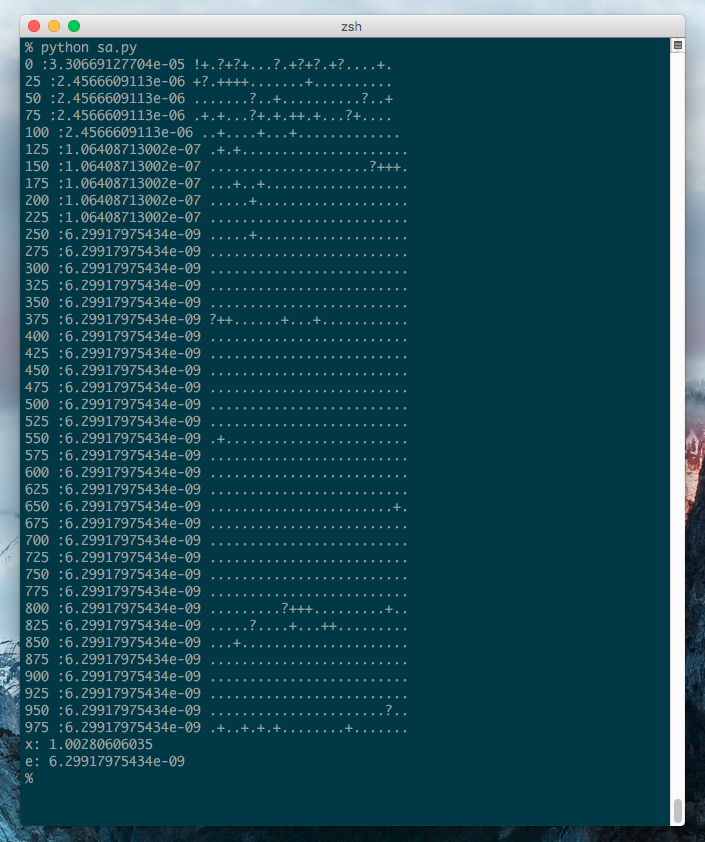 zsh
% python sa.py
0 :3.30669127704e-05 !+.?+?+...?.+?+?.+?....+.
25 :2.4566609113e-06 +?.++++.......+..........
50 :2.4566609113e-06 .......?..+..........?..+
75 :2.4566609113e-06 .+.+...?+.+.++.+...?+....
100 :2.4566609113e-06 ..+....+...+.............
125 :1.06408713002e-07 .+.+.....................
150 :1.06408713002e-07 ....................?+++.
175 :1.06408713002e-07 ...+..+..................
200 :1.06408713002e-07 .....+...................
225 :1.06408713002e-07 .........................
250 :6.29917975434e-09 .....+...................
275 :6.29917975434e-09 .........................
300 :6.29917975434e-09 .........................
325 :6.29917975434e-09 .........................
350 :6.29917975434e-09 .........................
375 :6.29917975434e-09 ?++......+...+...........
400 :6.29917975434e-09 .........................
425 :6.29917975434e-09 .........................
450 :6.29917975434e-09 .........................
475 :6.29917975434e-09 .........................
500 :6.29917975434e-09 .........................
525 :6.29917975434e-09 .........................
550 :6.29917975434e-09 .+.......................
575 :6.29917975434e-09 .........................
600 :6.29917975434e-09 .........................
625 :6.29917975434e-09 .........................
650 :6.29917975434e-09 .......................+.
675 :6.29917975434e-09 .........................
700 :6.29917975434e-09 .........................
725 :6.29917975434e-09 .........................
750 :6.29917975434e-09 .........................
775 :6.29917975434e-09 .........................
800 :6.29917975434e-09 .........?+++.........+..
825 :6.29917975434e-09 .....?....+...++.........
850 :6.29917975434e-09 ...+.....................
875 :6.29917975434e-09 .........................
900 :6.29917975434e-09 .........................
925 :6.29917975434e-09 .........................
950 :6.29917975434e-09 ......................?..
975 :6.29917975434e-09 .+..+.+.+........+.......
x: 1.00280606035
e: 6.29917975434e-09
%